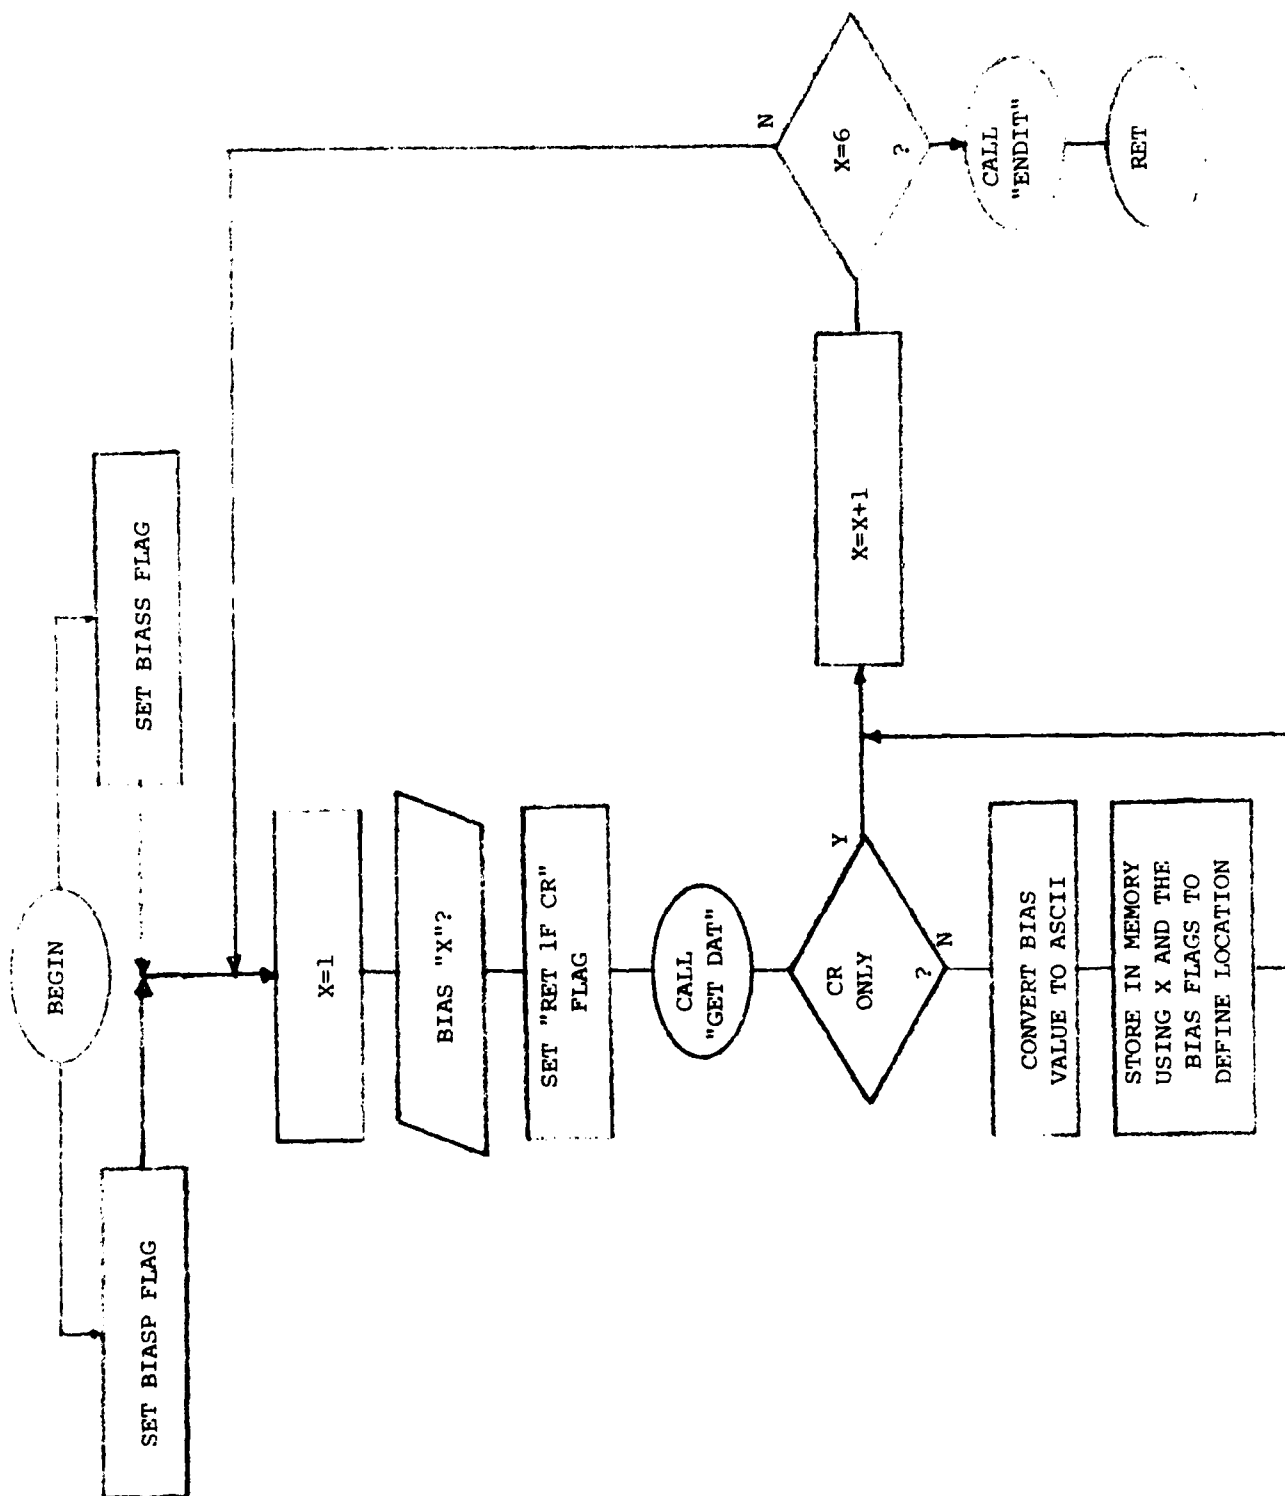 BEGIN
SET BIASP FLAG
SET BIASS FLAG
X=1
BIAS "X"?
SET "RET IF CR"
FLAG
CALL
"GET DAT"
CR
ONLY
?
Y
N
CONVERT BIAS
VALUE TO ASCII
STORE IN MEMORY
USING X AND THE
BIAS FLAGS TO
DEFINE LOCATION
X=X+1
X=6
?
N
CALL
"ENDIT"
RET